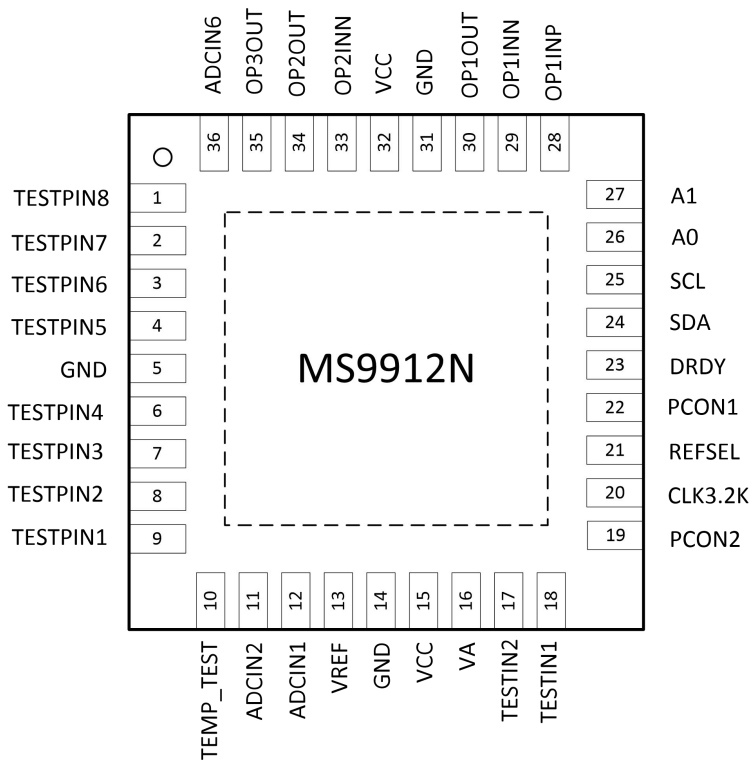 ADCIN6
OP3OUT
OP2OUT
OP2INN
VCC
GND
OP1OUT
OP1INN
OP1INP
36
35
34
33
32
31
30
29
28
TESTPIN8 1
TESTPIN7 2
TESTPIN6 3
TESTPIN5 4
GND 5
TESTPIN4 6
TESTPIN3 7
TESTPIN2 8
TESTPIN1 9
MS9912N
27 A1
26 A0
25 SCL
24 SDA
23 DRDY
22 PCON1
21 REFSEL
20 CLK3.2K
19 PCON2
10
11
12
13
14
15
16
17
18
TEMP_TEST
ADCIN2
ADCIN1
VREF
GND
VCC
VA
TESTIN2
TESTIN1